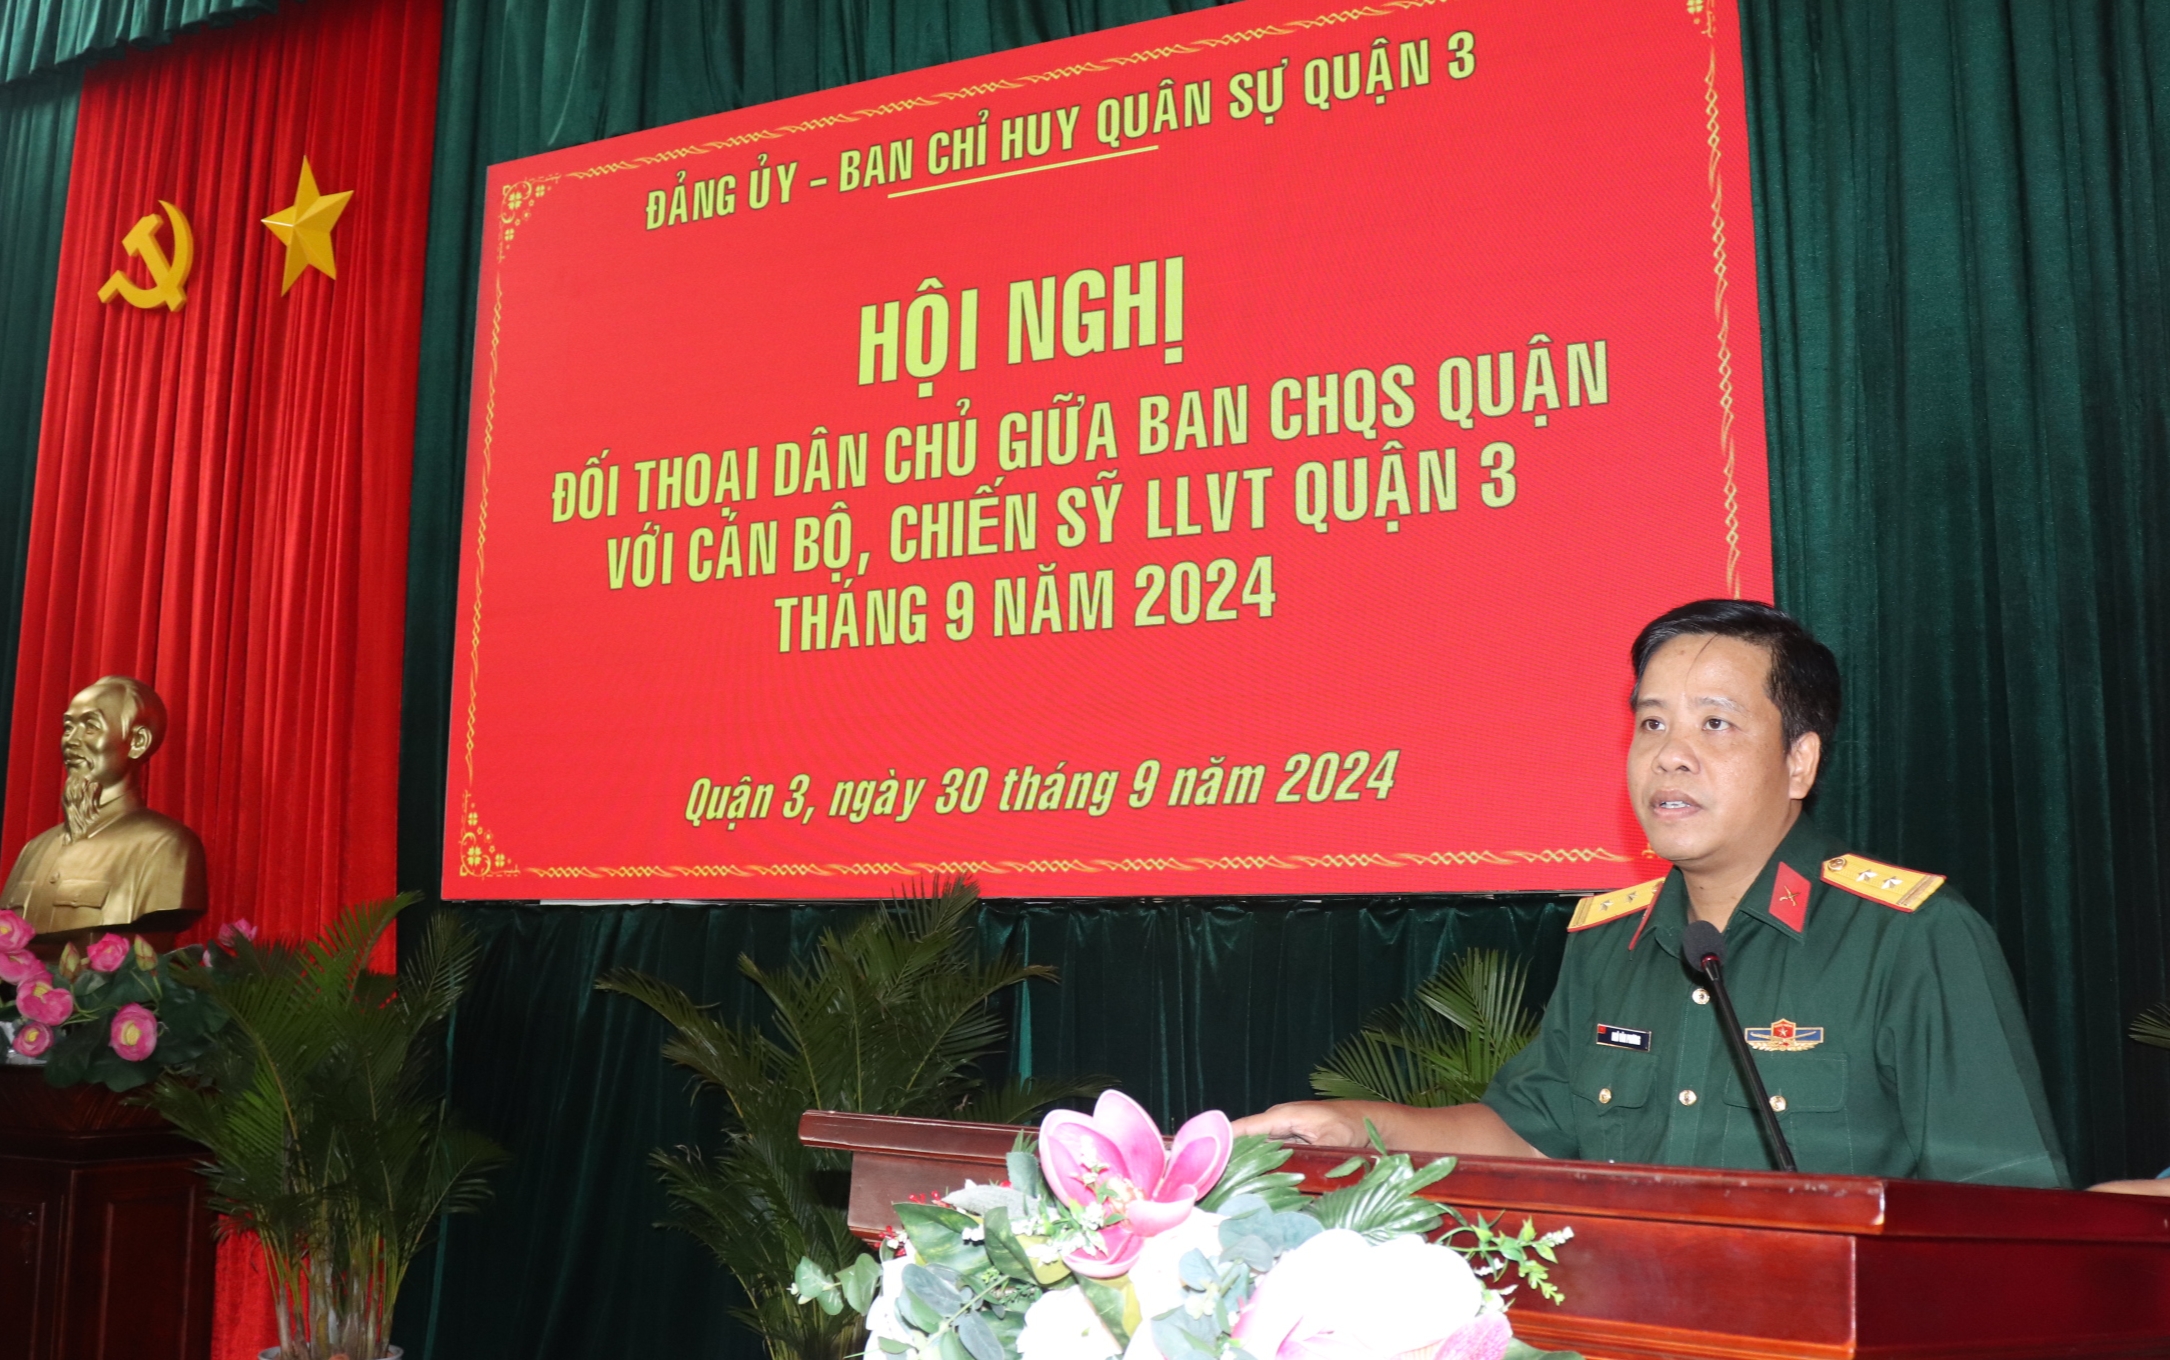 ĐẢNG ỦY - BAN CHỈ HUY QUÂN SỰ QUẬN 3
HỘI NGHỊ
ĐỐI THOẠI DÂN CHỦ GIỮA BAN CHQS QUẬN
VỚI CÁN BỘ, CHIẾN SỸ LLVT QUẬN 3
THÁNG 9 NĂM 2024
Quận 3, ngày 30 tháng 9 năm 2024